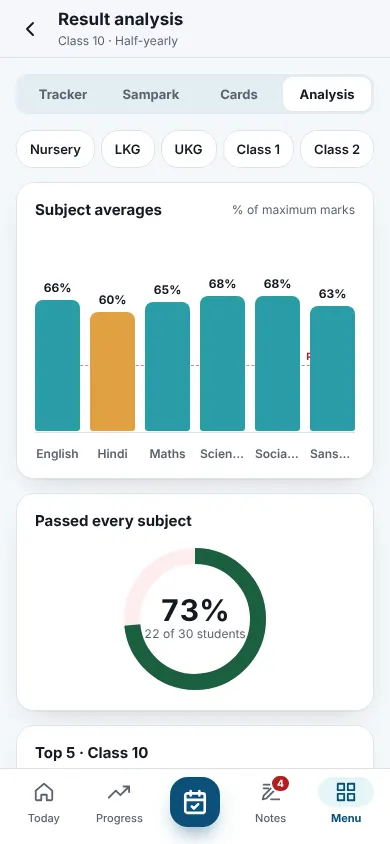 Result analysis
Class 10 · Half-yearly
Tracker Sampark Cards Analysis
Nursery LKG UKG Class 1 Class 2
Subject averages % of maximum marks
66% 60% 65% 68% 68% 63%
English Hindi Maths Scien... Socia... Sans...
Passed every subject
73%
22 of 30 students
Top 5 · Class 10
4
Today Progress Notes Menu